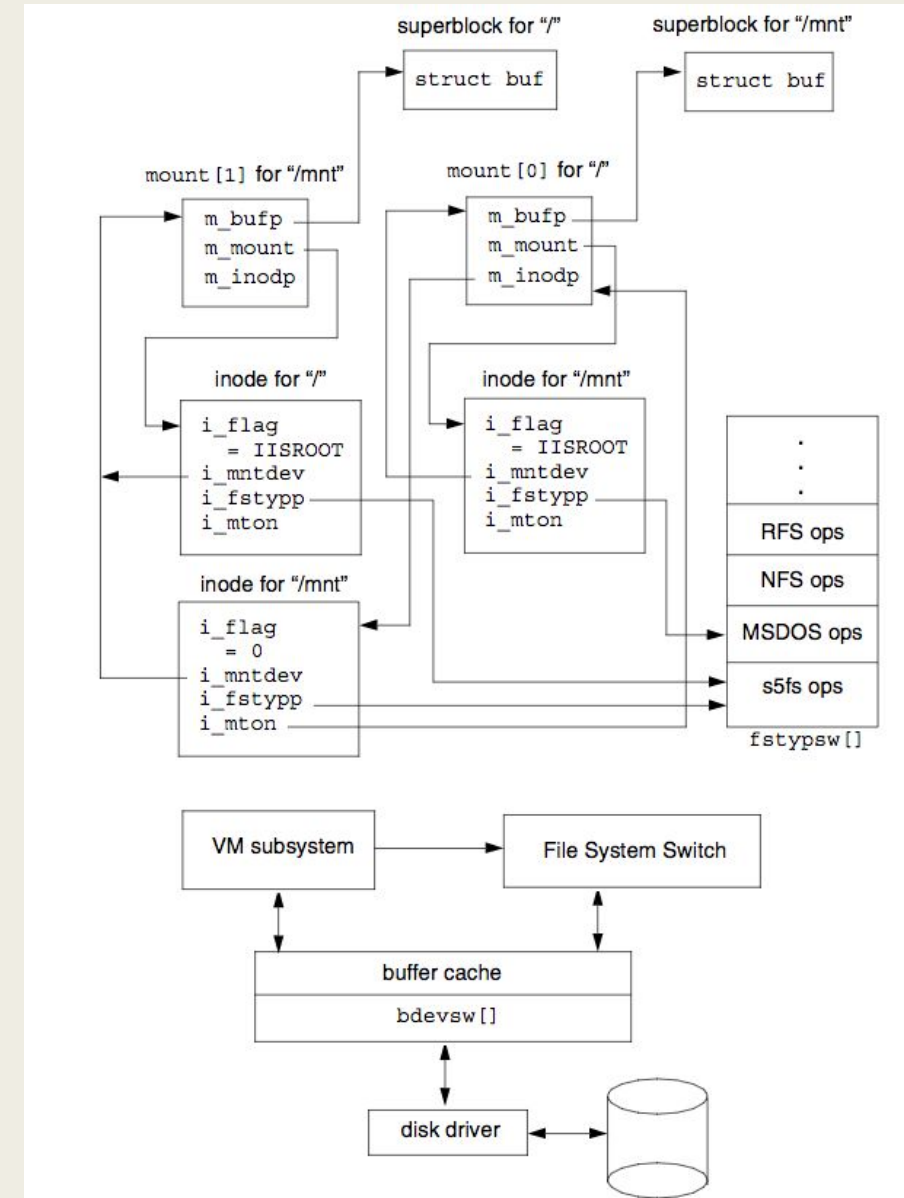 superblock for “/”
superblock for “/mnt”
struct buf
struct buf
mount[1] for “/mnt”
mount[0] for “/”
m_bufp
m_mount
m_inodp
m_bufp
m_mount
m_inodp
inode for “/”
inode for “/mnt”
i_flag
= IISROOT
i_mntdev
i_fstypp
i_mton
i_flag
= IISROOT
i_mntdev
i_fstypp
i_mton
.
.
.
RFS ops
NFS ops
MSDOS ops
s5fs ops
fstypsw[]
inode for “/mnt”
i_flag
= 0
i_mntdev
i_fstypp
i_mton
VM subsystem
File System Switch
buffer cache
bdevsw[]
disk driver